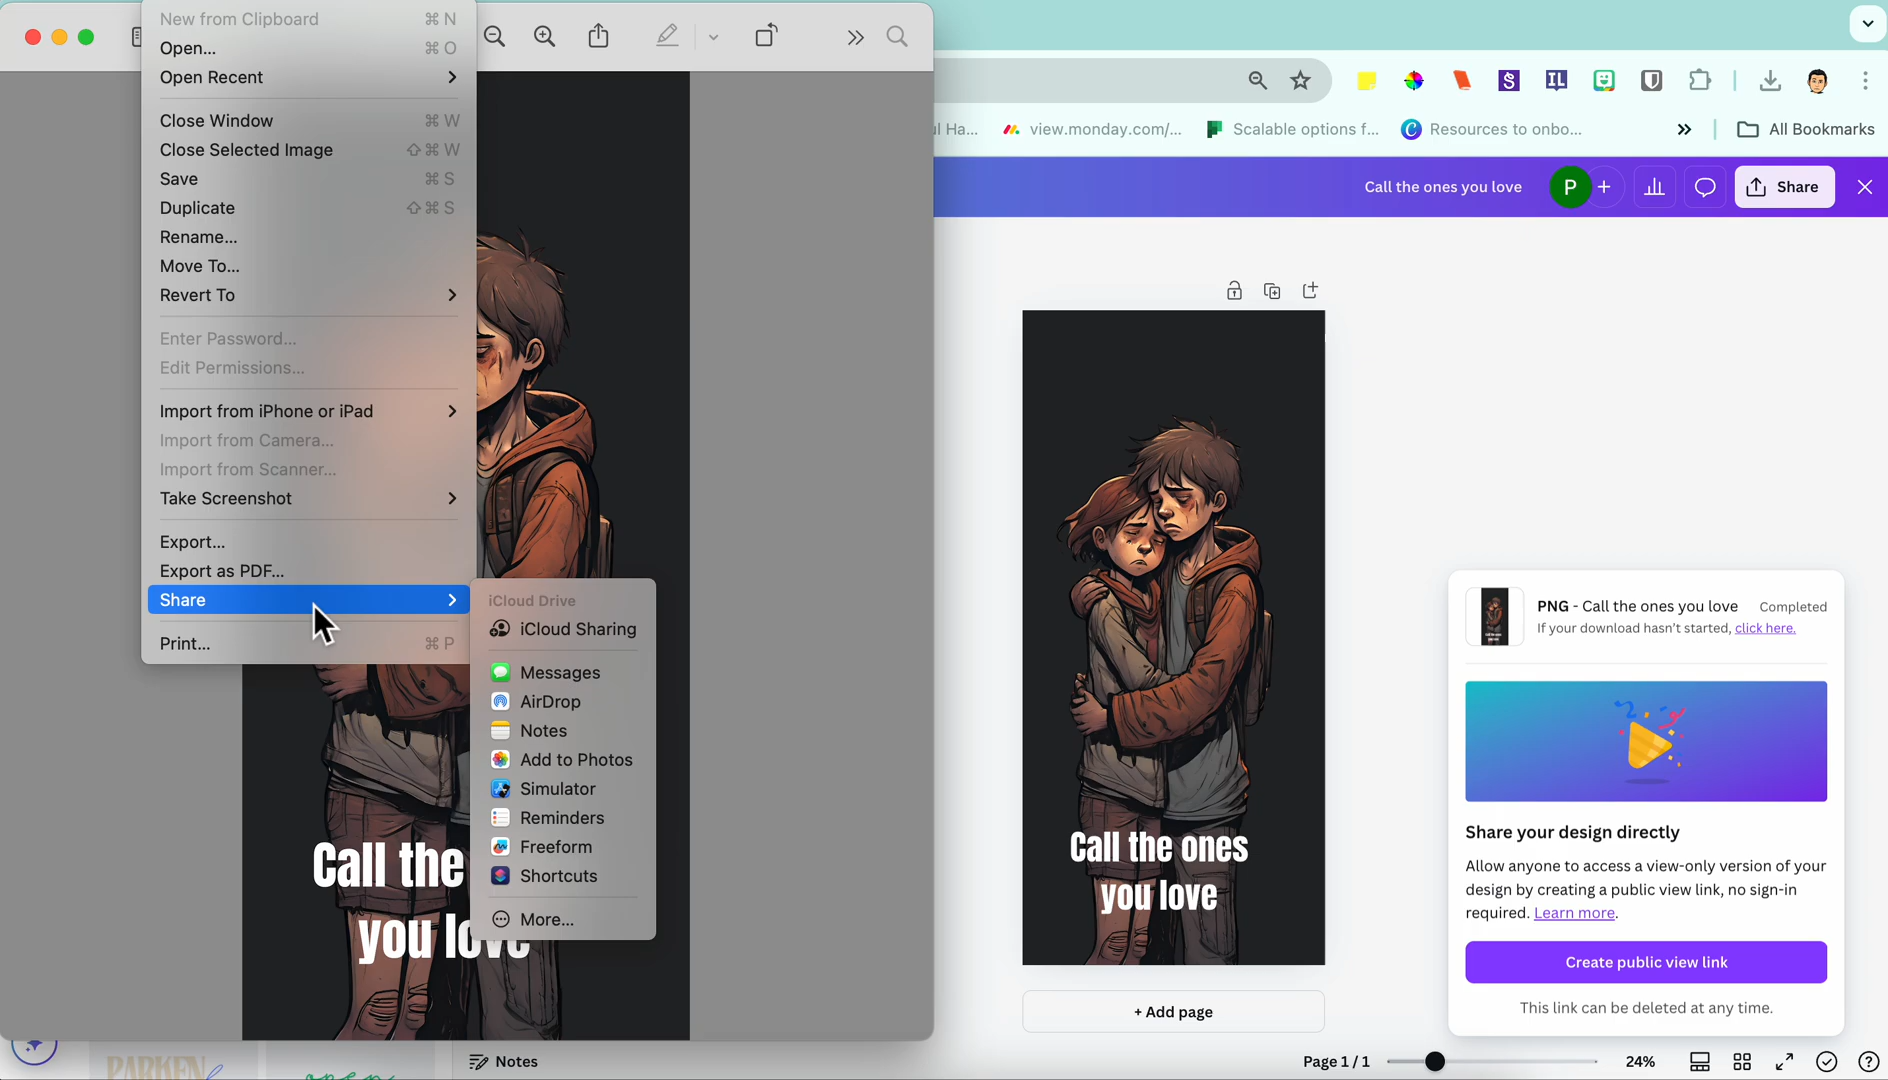 New from Clipboard ⌘ N
Open... ⌘ O
Open Recent
Close Window ⌘ W
Close Selected Image ⇧ ⌘ W
Save ⌘ S
Duplicate ⇧ ⌘ S
Rename...
Move To...
Revert To
Enter Password...
Edit Permissions...
Import from iPhone or iPad
Import from Camera...
Import from Scanner...
Take Screenshot
Export...
Export as PDF...
Share
Print... ⌘ P
iCloud Drive
iCloud Sharing
Messages
AirDrop
Notes
Add to Photos
Simulator
Reminders
Freeform
Shortcuts
More...
Call the
you love
PARKEN
open
Notes
Ha...
view.monday.com/...
Scalable options f...
Resources to onbo...
All Bookmarks
Call the ones you love
P
Share
Call the ones
you love
+ Add page
PNG - Call the ones you love Completed
If your download hasn't started, click here.
Share your design directly
Allow anyone to access a view-only version of your
design by creating a public view link, no sign-in
required. Learn more.
Create public view link
This link can be deleted at any time.
Page 1 / 1
24%